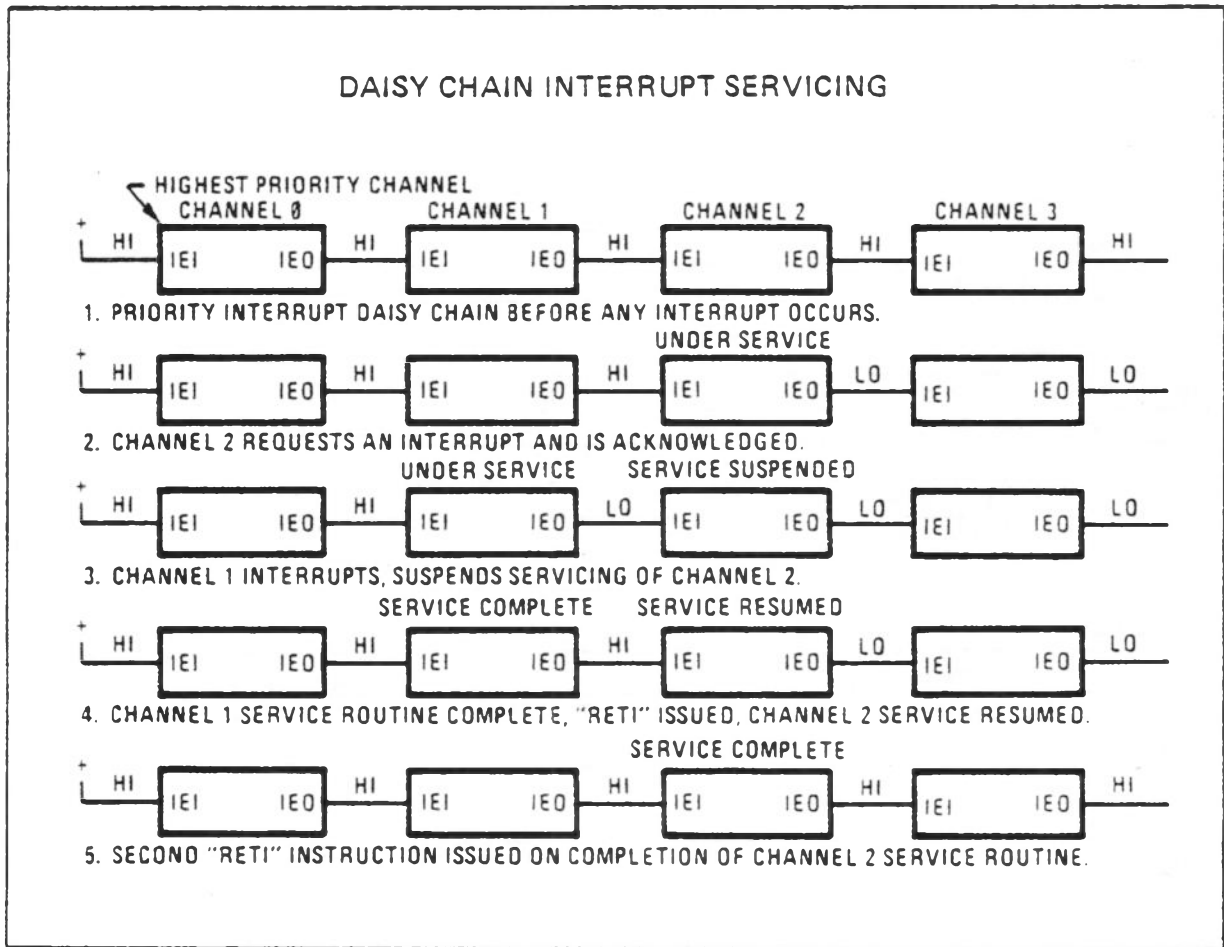 DAISY CHAIN INTERRUPT SERVICING
HIGHEST PRIORITY CHANNEL
CHANNEL 0 CHANNEL 1 CHANNEL 2 CHANNEL 3
+ HI IEI IEO HI IEI IEO HI IEI IEO HI IEI IEO HI
1. PRIORITY INTERRUPT DAISY CHAIN BEFORE ANY INTERRUPT OCCURS.
UNDER SERVICE
+ HI IEI IEO HI IEI IEO HI IEI IEO LO IEI IEO LO
2. CHANNEL 2 REQUESTS AN INTERRUPT AND IS ACKNOWLEDGED.
UNDER SERVICE SERVICE SUSPENDED
+ HI IEI IEO HI IEI IEO LO IEI IEO LO IEI IEO LO
3. CHANNEL 1 INTERRUPTS, SUSPENDS SERVICING OF CHANNEL 2.
SERVICE COMPLETE SERVICE RESUMED
+ HI IEI IEO HI IEI IEO HI IEI IEO LO IEI IEO LO
4. CHANNEL 1 SERVICE ROUTINE COMPLETE, "RETI" ISSUED, CHANNEL 2 SERVICE RESUMED.
SERVICE COMPLETE
+ HI IEI IEO HI IEI IEO HI IEI IEO HI IEI IEO HI
5. SECOND "RETI" INSTRUCTION ISSUED ON COMPLETION OF CHANNEL 2 SERVICE ROUTINE.